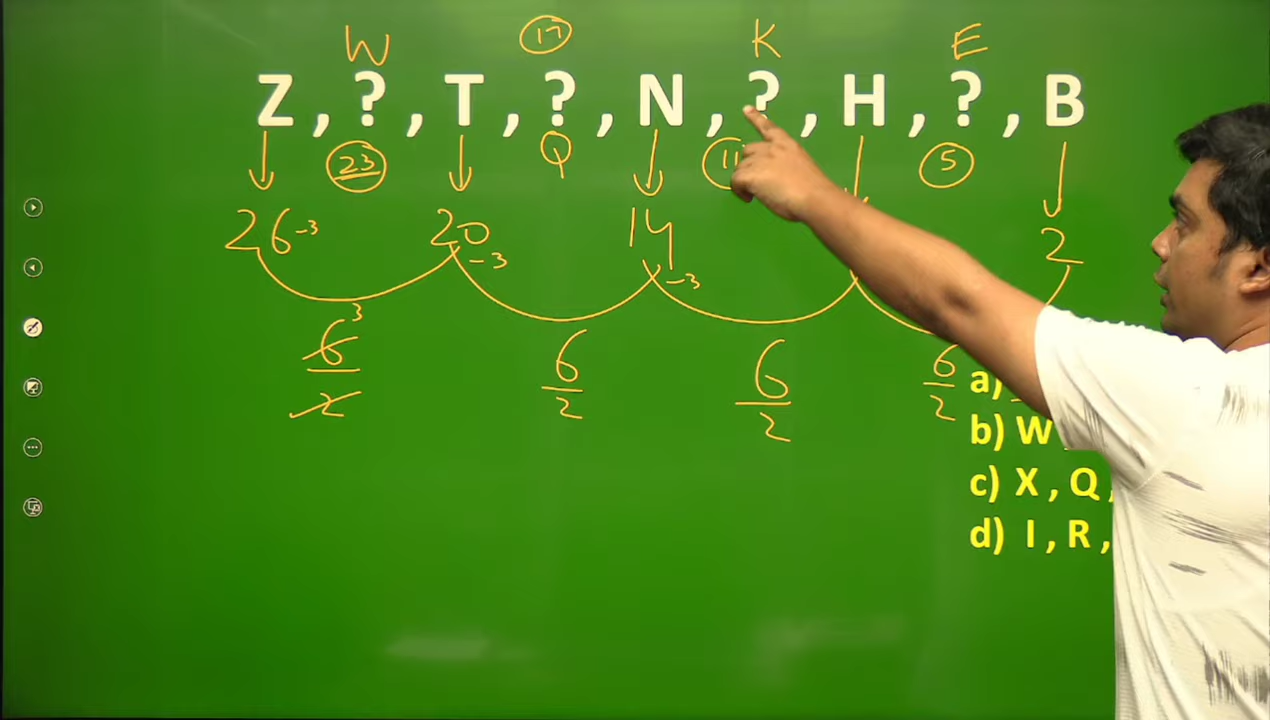 W 17 K E
Z , ? , T , ? , N , ? , H , ? , B
23 Q 11 5
26 -3 20 -3 14 -3 2
6 3 6 6 6
2 2 2 2
a)
b) W
c) X , Q ,
d) I , R ,